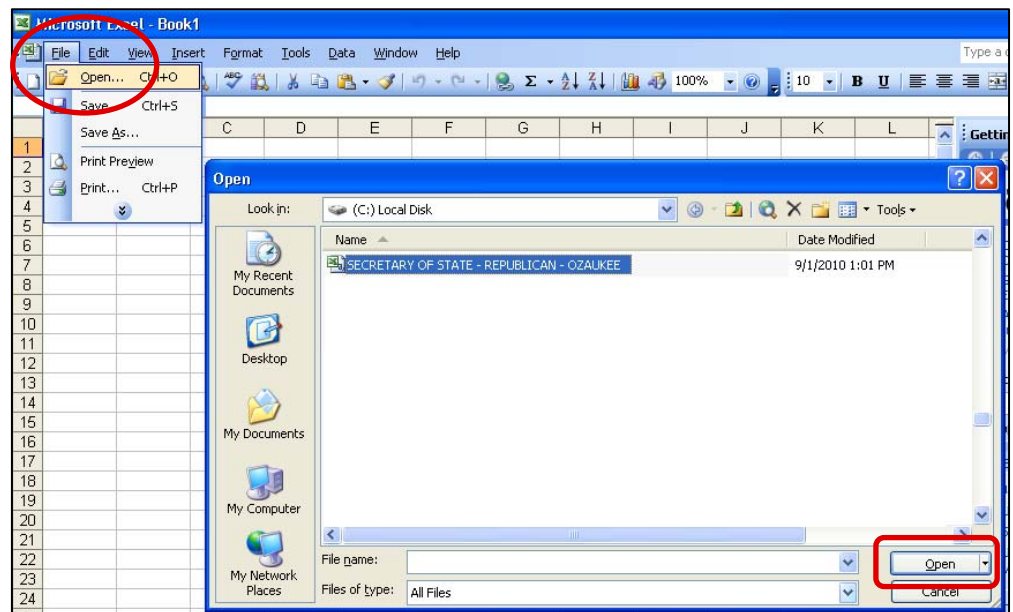 Microsoft Excel - Book1
File Edit View Insert Format Tools Data Window Help Type a
Open... Ctrl+O
100% 10 B U
Save Ctrl+S
Save As...
Print Preview
Print... Ctrl+P
C D E F G H I J K L
1
2
3
4
5
6
7
8
9
10
11
12
13
14
15
16
17
18
19
20
21
22
23
24
Open
Look in: (C:) Local Disk Tools
Name Date Modified
SECRETARY OF STATE - REPUBLICAN - OZAUKEE 9/1/2010 1:01 PM
My Recent
Documents
Desktop
My Documents
My Computer
My Network
Places
File name: Open
Files of type: All Files Cancel